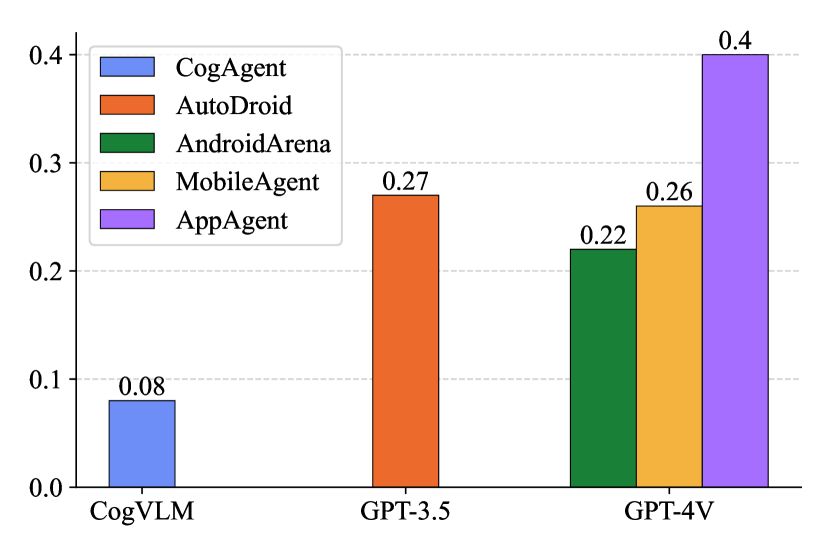 0.4
0.3
0.2
0.1
0.0
CogAgent
AutoDroid
AndroidArena
MobileAgent
AppAgent
0.08
0.27
0.22
0.26
0.4
CogVLM
GPT-3.5
GPT-4V